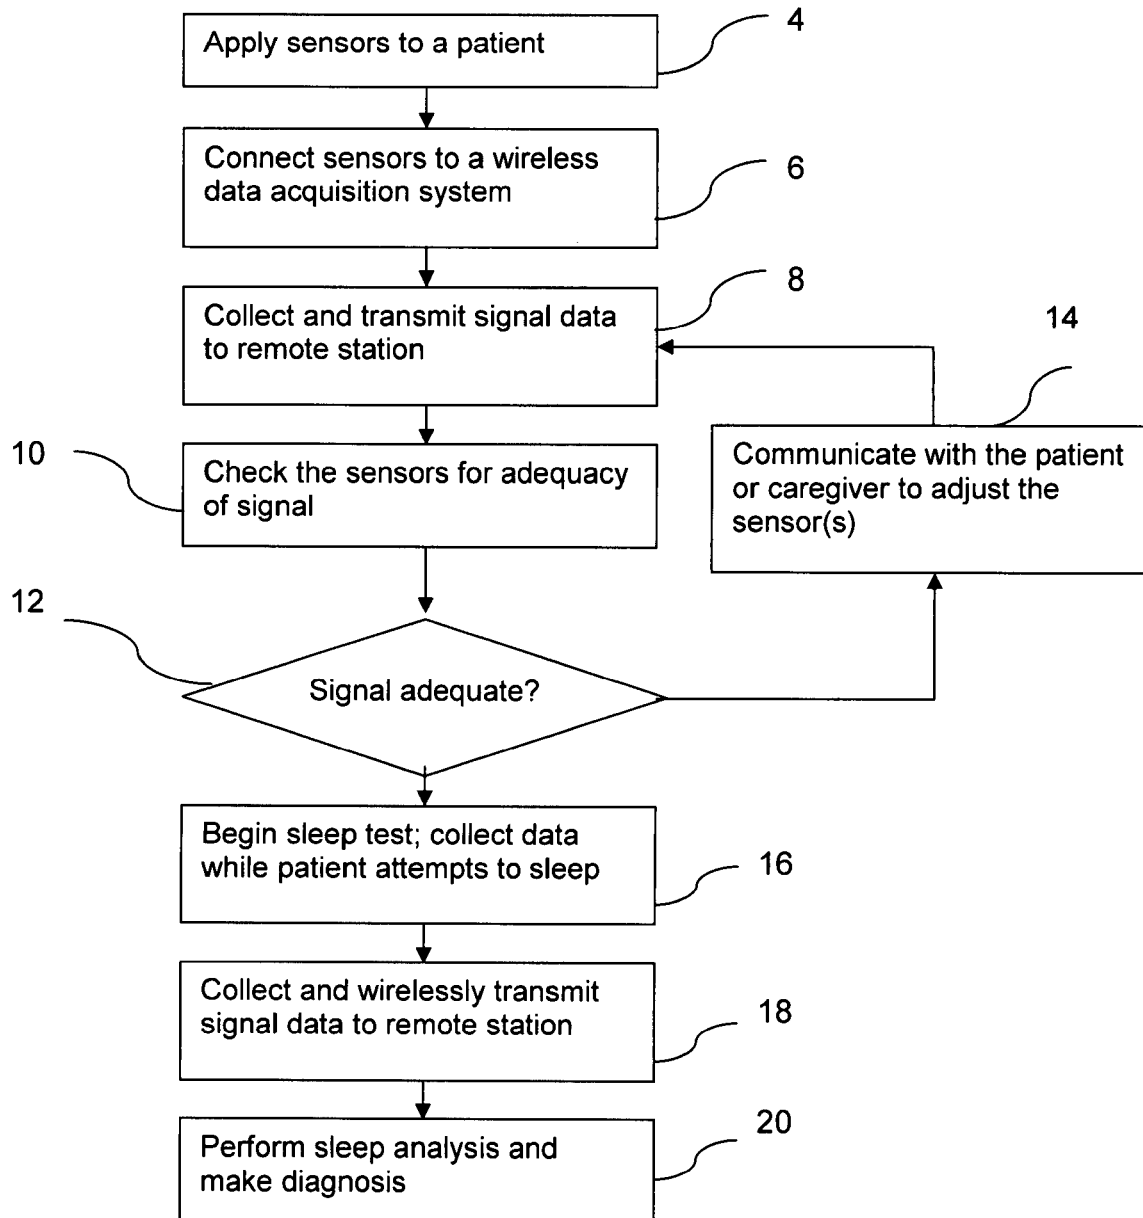 4
Apply sensors to a patient
6
Connect sensors to a wireless
data acquisition system
8
Collect and transmit signal data
to remote station
14
10
Check the sensors for adequacy
of signal
Communicate with the patient
or caregiver to adjust the
sensor(s)
12
Signal adequate?
Begin sleep test; collect data
while patient attempts to sleep
16
Collect and wirelessly transmit
signal data to remote station
18
20
Perform sleep analysis and
make diagnosis